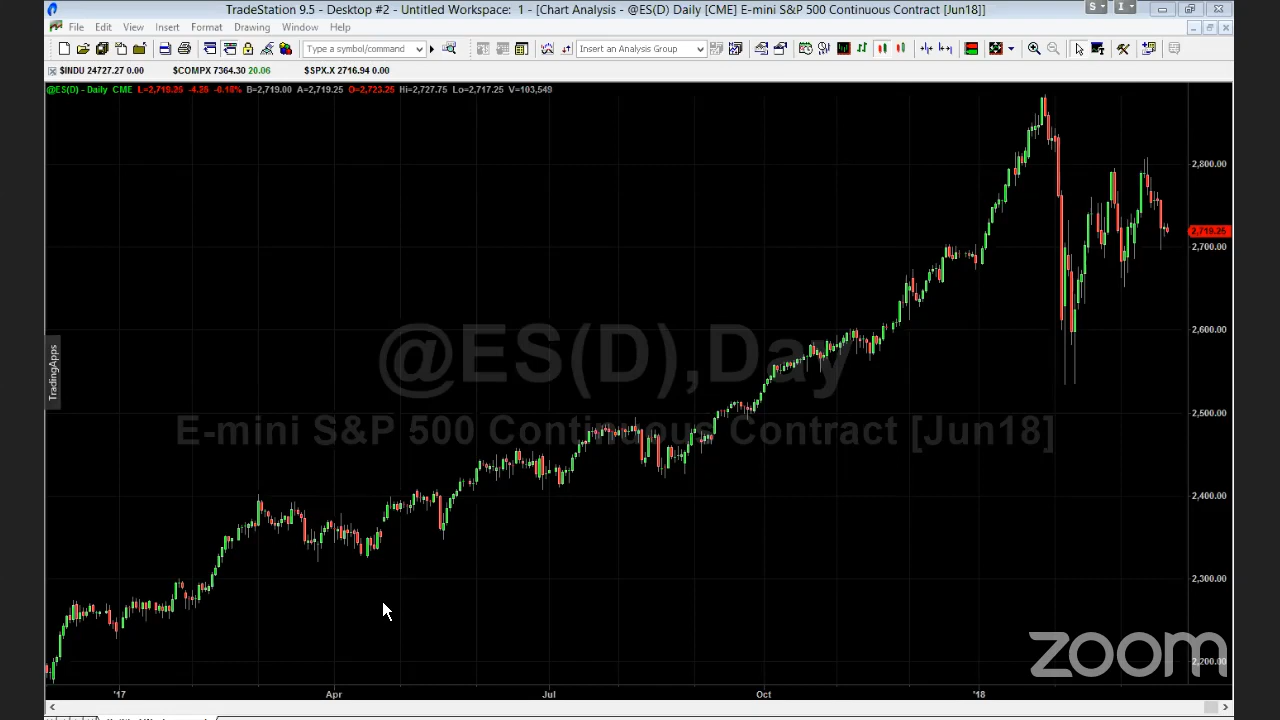 TradeStation 9.5 - Desktop #2 - Untitled Workspace: 1 - [Chart Analysis - @ES(D) Daily [CME] E-mini S&P 500 Continuous Contract [Jun18]]
S I
File Edit View Insert Format Drawing Window Help
Type a symbol/command Insert an Analysis Group
$INDU 24727.27 0.00 $COMPX 7364.30 20.06 $SPX.X 2716.94 0.00
@ES(D) - Daily CME L=2,719.25 -4.25 -0.16% B=2,719.00 A=2,719.25 O=2,723.25 Hi=2,727.75 Lo=2,717.25 V=103,549
2,800.00
2,719.25
2,700.00
2,600.00
TradingApps
@ES(D),Day
2,500.00
E-mini S&P 500 Continuous Contract [Jun18]
2,400.00
2,300.00
zoom
2,200.00
'17 Apr Jul Oct '18